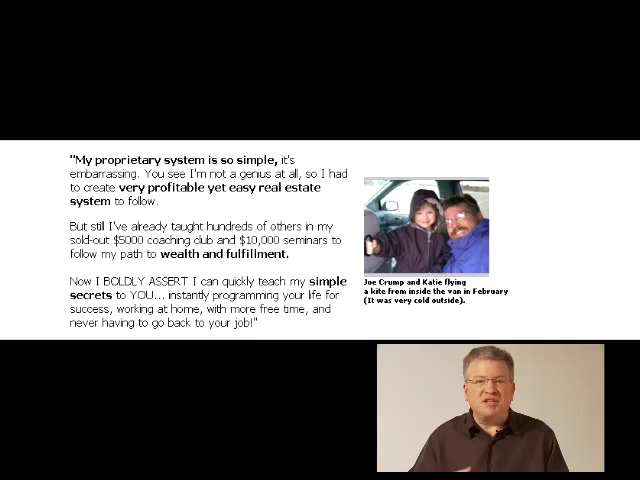 "My proprietary system is so simple, it's
embarrassing. You see I'm not a genius at all, so I had
to create very profitable yet easy real estate
system to follow.
But still I've already taught hundreds of others in my
sold-out $5000 coaching club and $10,000 seminars to
follow my path to wealth and fulfillment.
Now I BOLDLY ASSERT I can quickly teach my simple
secrets to YOU... instantly programming your life for
success, working at home, with more free time, and
never having to go back to your job!"
Joe Crump and Katie flying
a kite from inside the van in February
(It was very cold outside).